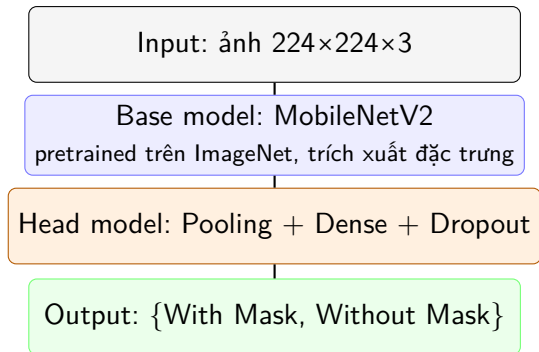 Input: ảnh 224×224×3
Base model: MobileNetV2
pretrained trên ImageNet, trích xuất đặc trưng
Head model: Pooling + Dense + Dropout
Output: {With Mask, Without Mask}